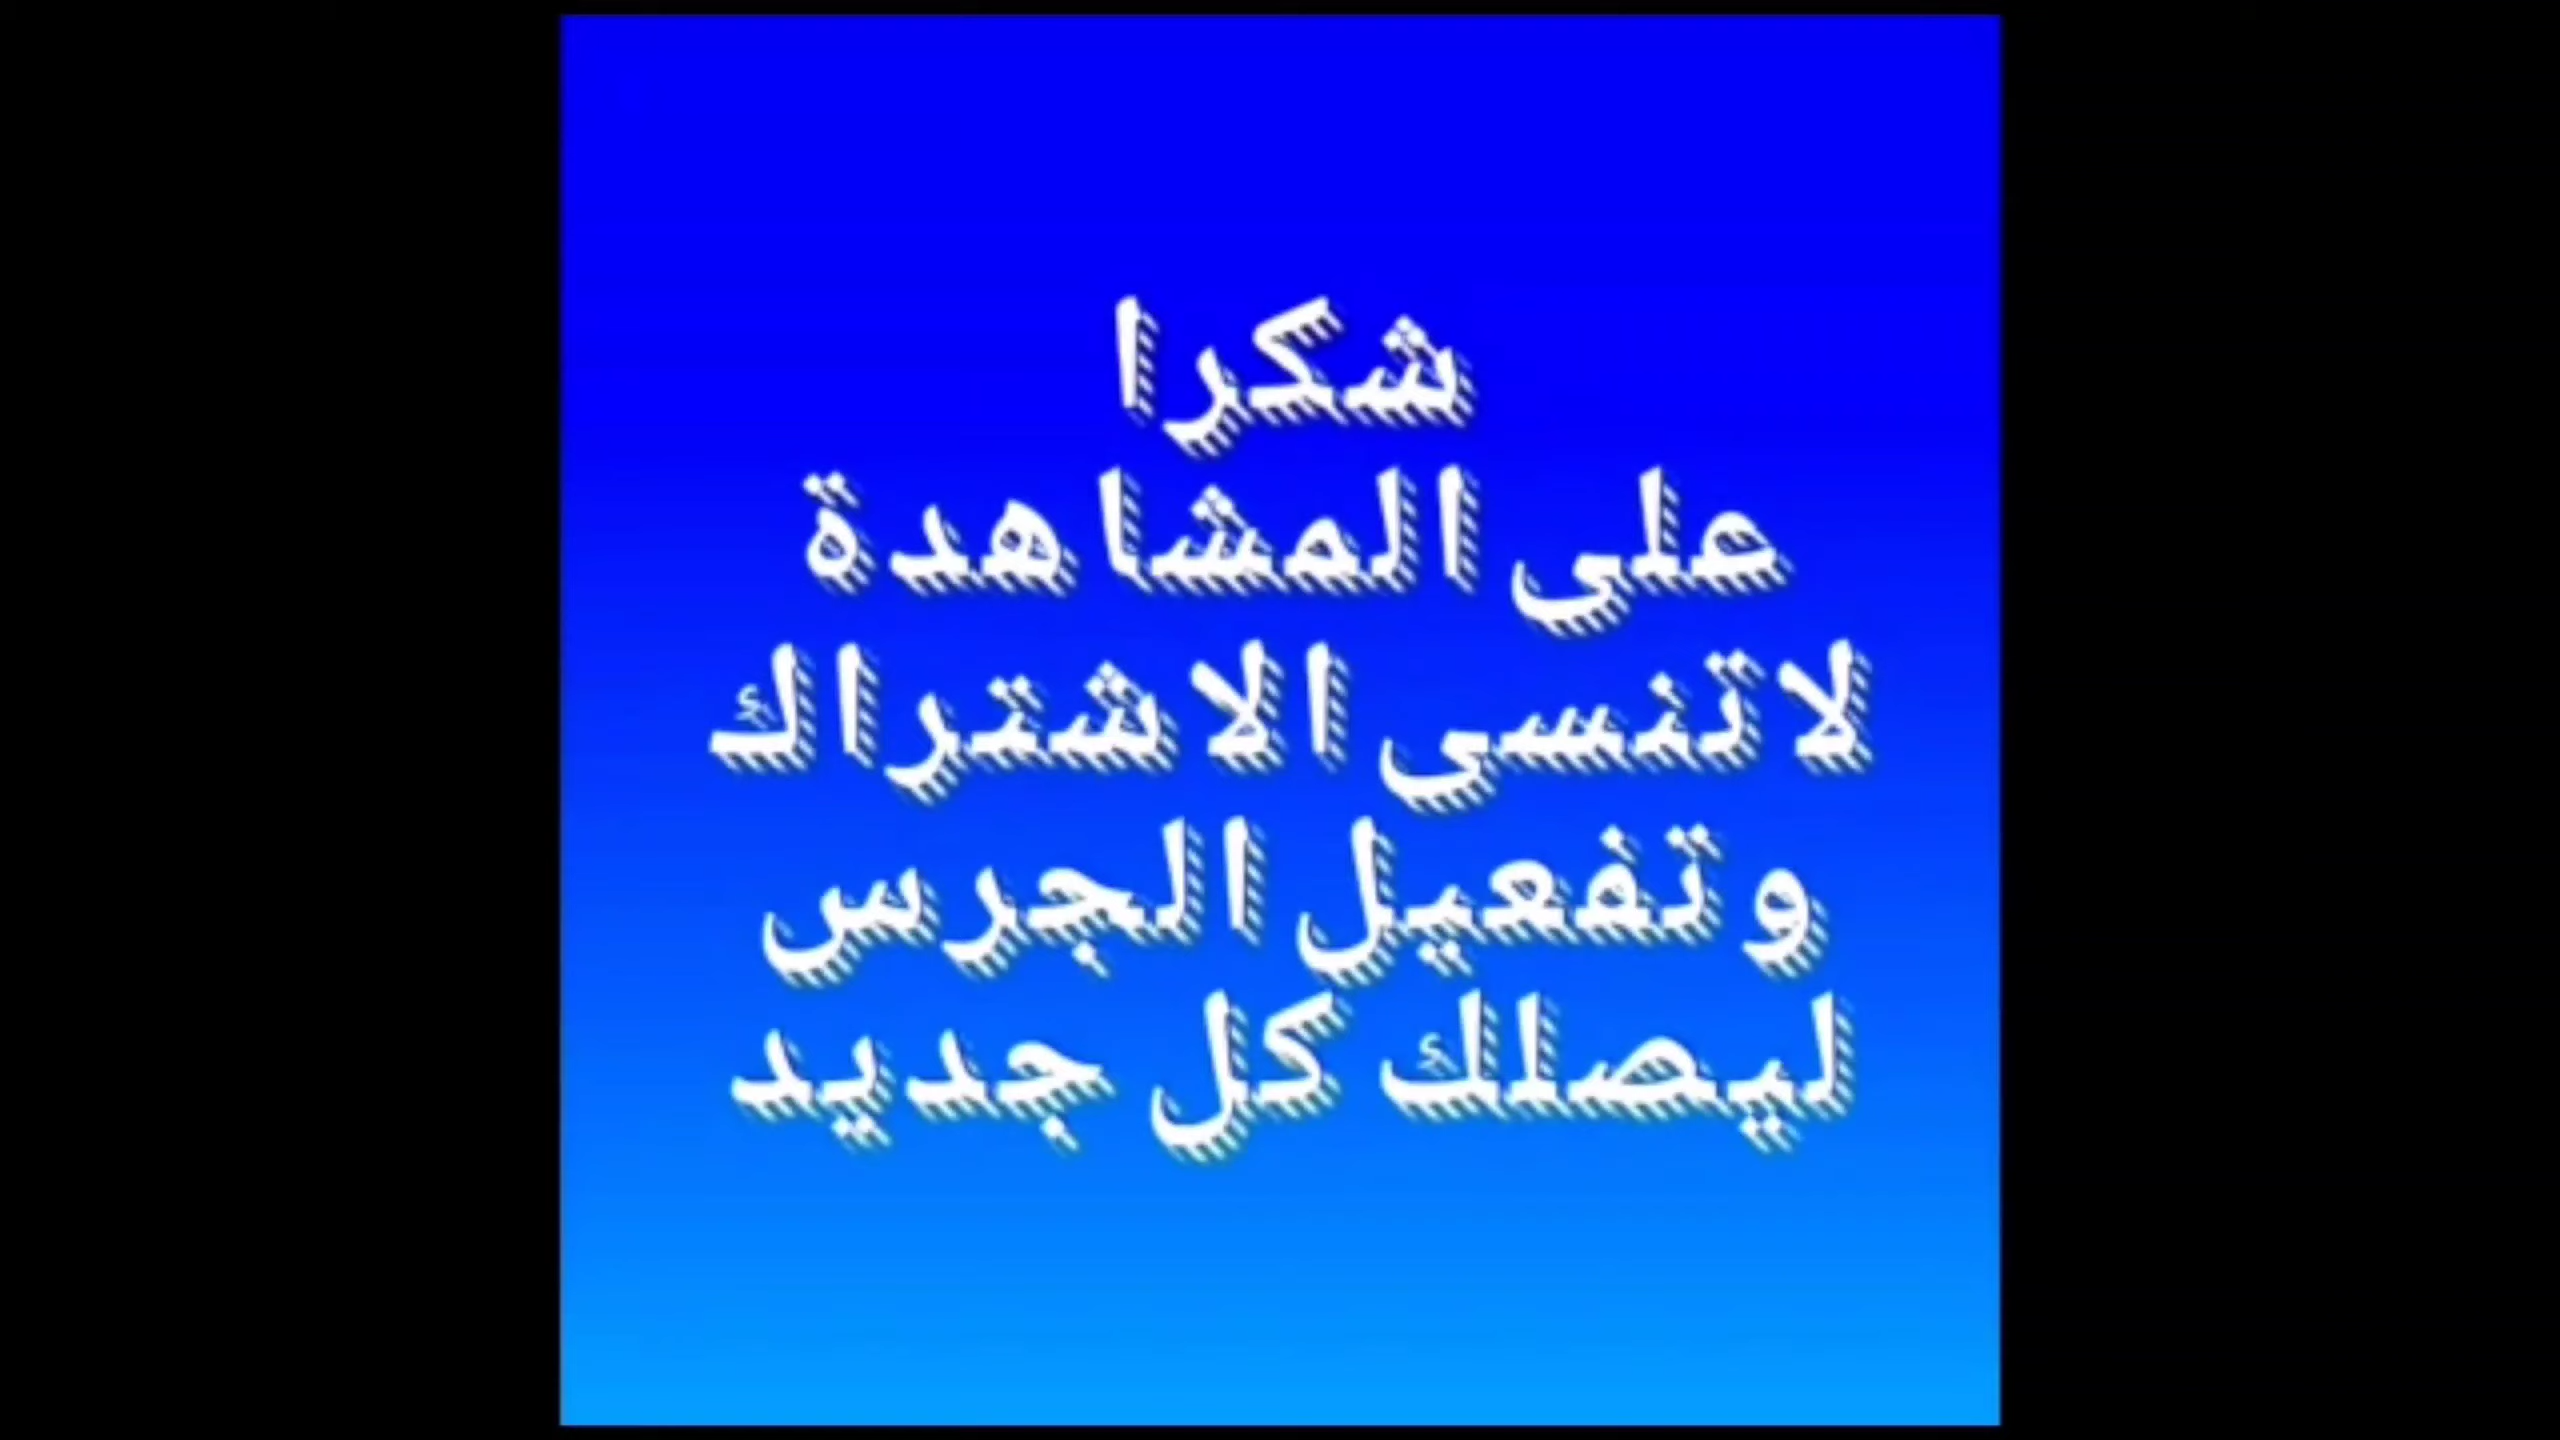 شكرا
على المشاهدة
لاتنسى الاشتراك
وتفعيل الجرس
ليصلك كل جديد